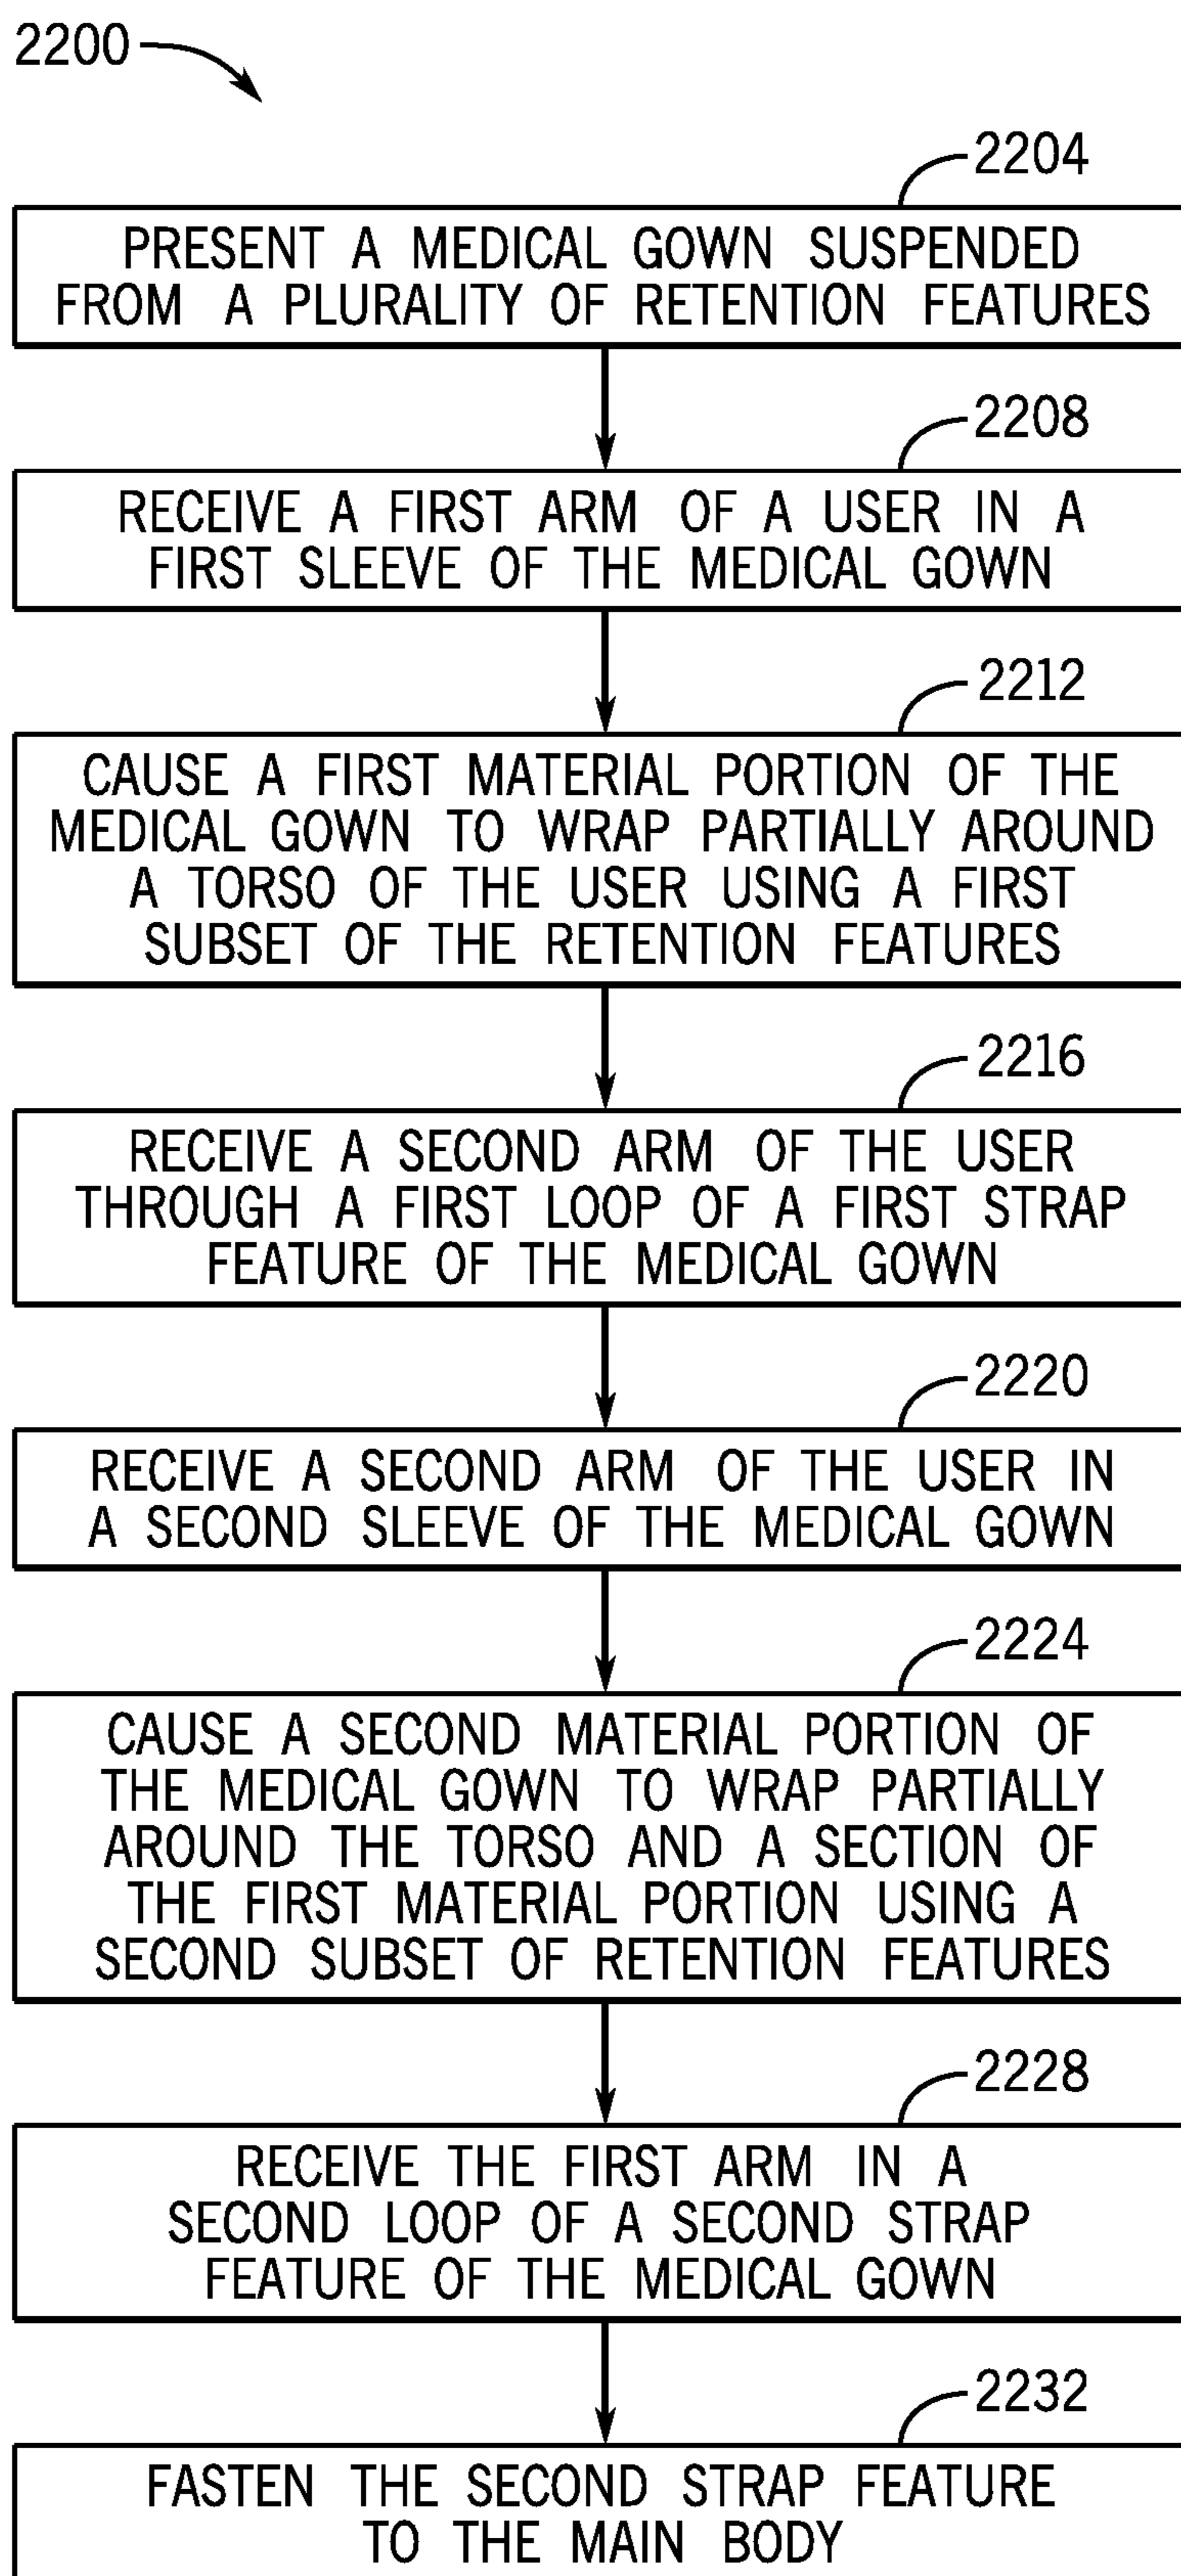 2200
2204
PRESENT A MEDICAL GOWN SUSPENDED
FROM A PLURALITY OF RETENTION FEATURES
2208
RECEIVE A FIRST ARM OF A USER IN A
FIRST SLEEVE OF THE MEDICAL GOWN
2212
CAUSE A FIRST MATERIAL PORTION OF THE
MEDICAL GOWN TO WRAP PARTIALLY AROUND
A TORSO OF THE USER USING A FIRST
SUBSET OF THE RETENTION FEATURES
2216
RECEIVE A SECOND ARM OF THE USER
THROUGH A FIRST LOOP OF A FIRST STRAP
FEATURE OF THE MEDICAL GOWN
2220
RECEIVE A SECOND ARM OF THE USER IN
A SECOND SLEEVE OF THE MEDICAL GOWN
2224
CAUSE A SECOND MATERIAL PORTION OF
THE MEDICAL GOWN TO WRAP PARTIALLY
AROUND THE TORSO AND A SECTION OF
THE FIRST MATERIAL PORTION USING A
SECOND SUBSET OF RETENTION FEATURES
2228
RECEIVE THE FIRST ARM IN A
SECOND LOOP OF A SECOND STRAP
FEATURE OF THE MEDICAL GOWN
2232
FASTEN THE SECOND STRAP FEATURE
TO THE MAIN BODY